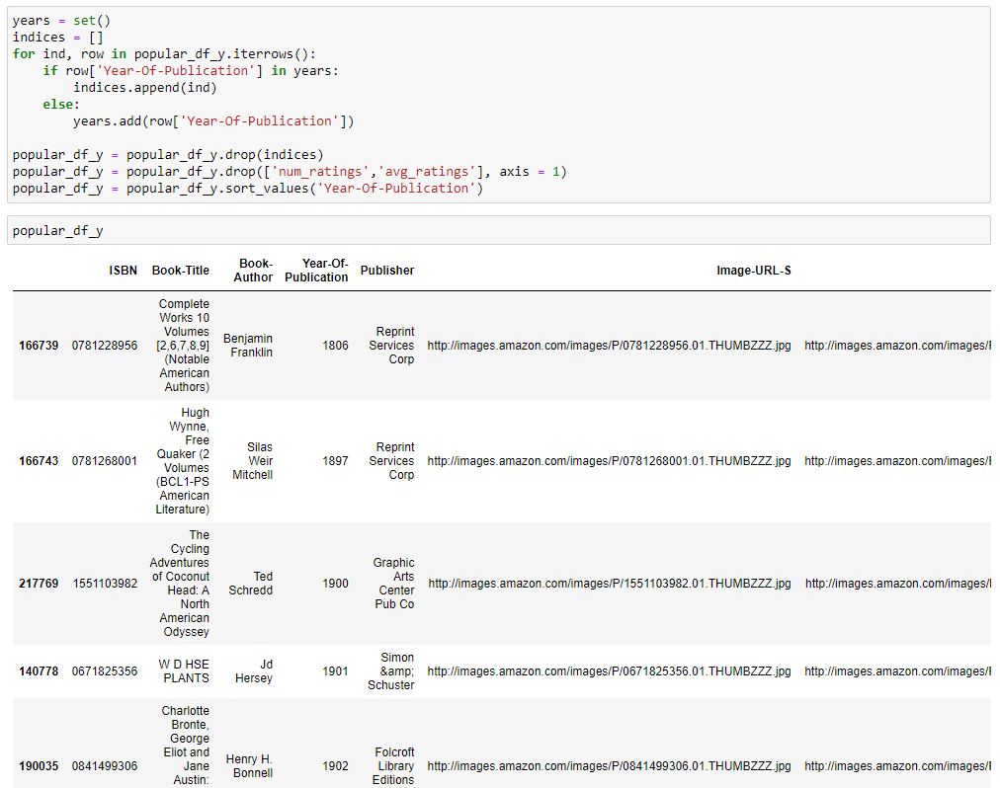 years = set()
indices = []
for ind, row in popular_df_y.iterrows():
    if row['Year-Of-Publication'] in years:
        indices.append(ind)
    else:
        years.add(row['Year-Of-Publication'])

popular_df_y = popular_df_y.drop(indices)
popular_df_y = popular_df_y.drop(['num_ratings','avg_ratings'], axis = 1)
popular_df_y = popular_df_y.sort_values('Year-Of-Publication')
popular_df_y
ISBN Book-Title Book-Author Year-Of-Publication Publisher Image-URL-S
166739 0781228956 Complete Works 10 Volumes [2,6,7,8,9] (Notable American Authors) Benjamin Franklin 1806 Reprint Services Corp http://images.amazon.com/images/P/0781228956.01.THUMBZZZ.jpg http://images.amazon.com/images/
166743 0781268001 Hugh Wynne, Free Quaker (2 Volumes (BCL1-PS American Literature) Silas Weir Mitchell 1897 Reprint Services Corp http://images.amazon.com/images/P/0781268001.01.THUMBZZZ.jpg http://images.amazon.com/images/
217769 1551103982 The Cycling Adventures of Coconut Head: A North American Odyssey Ted Schredd 1900 Graphic Arts Center Pub Co http://images.amazon.com/images/P/1551103982.01.THUMBZZZ.jpg http://images.amazon.com/images/
140778 0671825356 W D HSE PLANTS Jd Hersey 1901 Simon &amp; Schuster http://images.amazon.com/images/P/0671825356.01.THUMBZZZ.jpg http://images.amazon.com/images/
190035 0841499306 Charlotte Bronte, George Eliot and Jane Austin: Henry H. Bonnell 1902 Folcroft Library Editions http://images.amazon.com/images/P/0841499306.01.THUMBZZZ.jpg http://images.amazon.com/images/